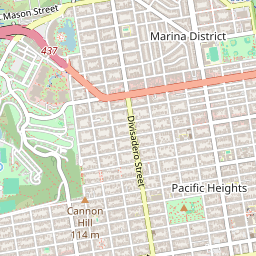 Mason Street
Marina District
437
Divisadero Street
Pacific Heights
Cannon
Hill
114 m